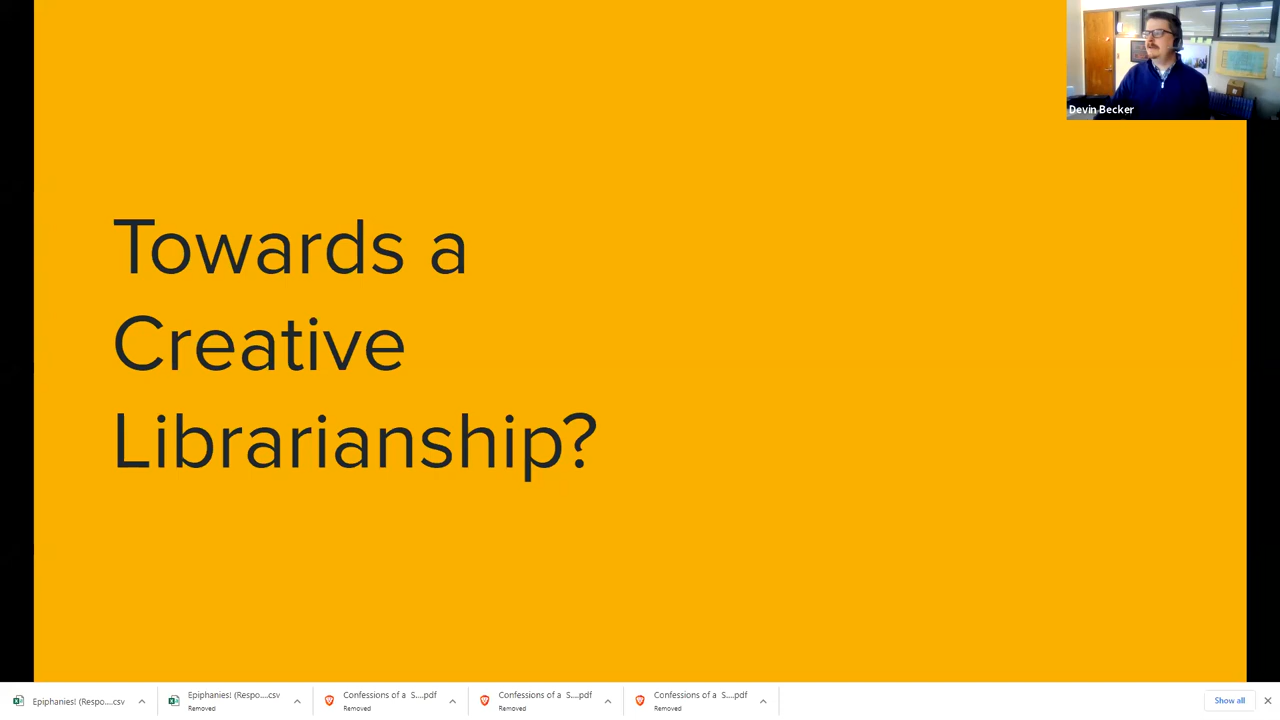 Devin Becker
Towards a
Creative
Librarianship?
Epiphanies! (Respo....csv
Epiphanies! (Respo....csv
Removed
Confessions of a S....pdf
Removed
Confessions of a S....pdf
Removed
Confessions of a S....pdf
Removed
Show all